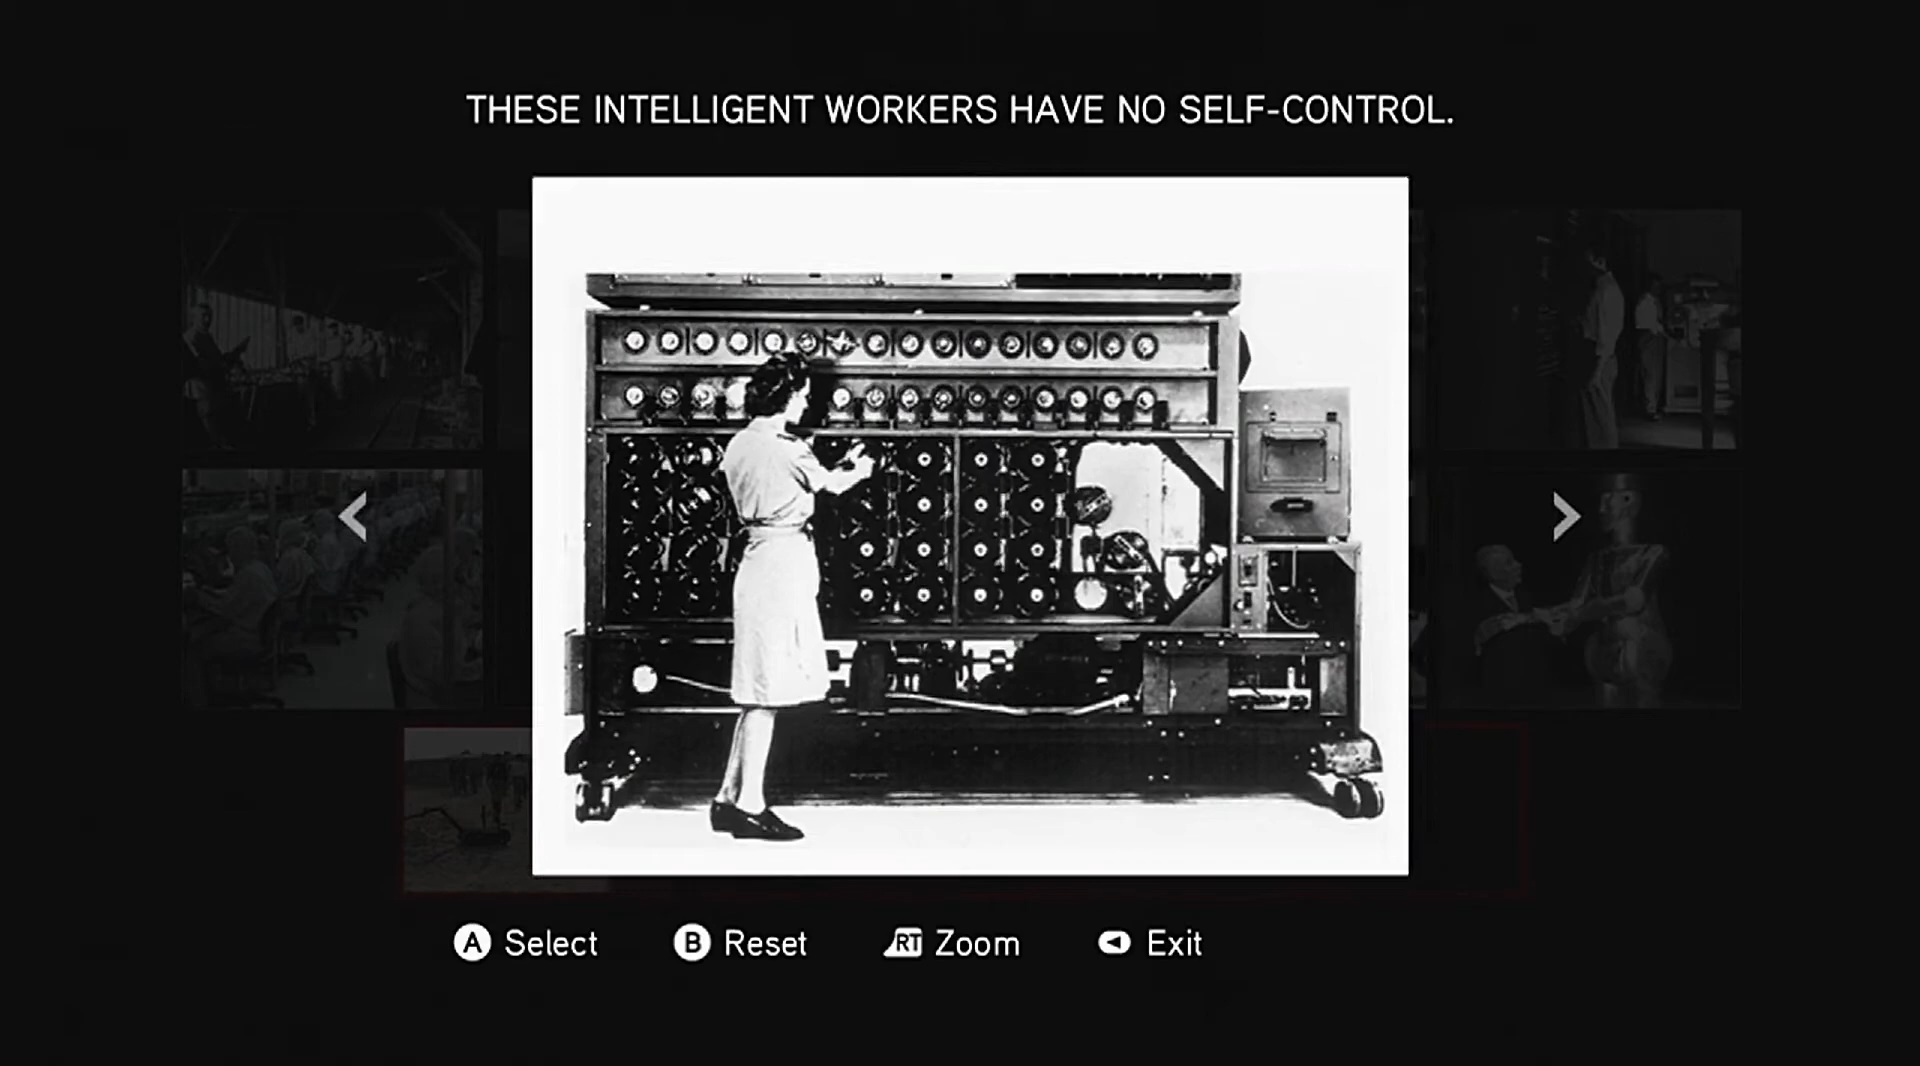 THESE INTELLIGENT WORKERS HAVE NO SELF-CONTROL.
A Select B Reset RT Zoom Exit